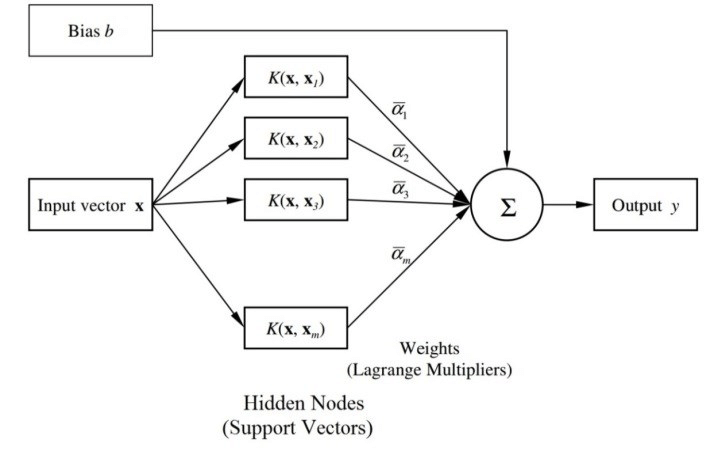 Bias b
K(x, x₁)
ᾱ₁
K(x, x₂)
ᾱ₂
Input vector x
K(x, x₃)
ᾱ₃
Σ
Output y
ᾱₘ
K(x, xₘ)
Weights
(Lagrange Multipliers)
Hidden Nodes
(Support Vectors)